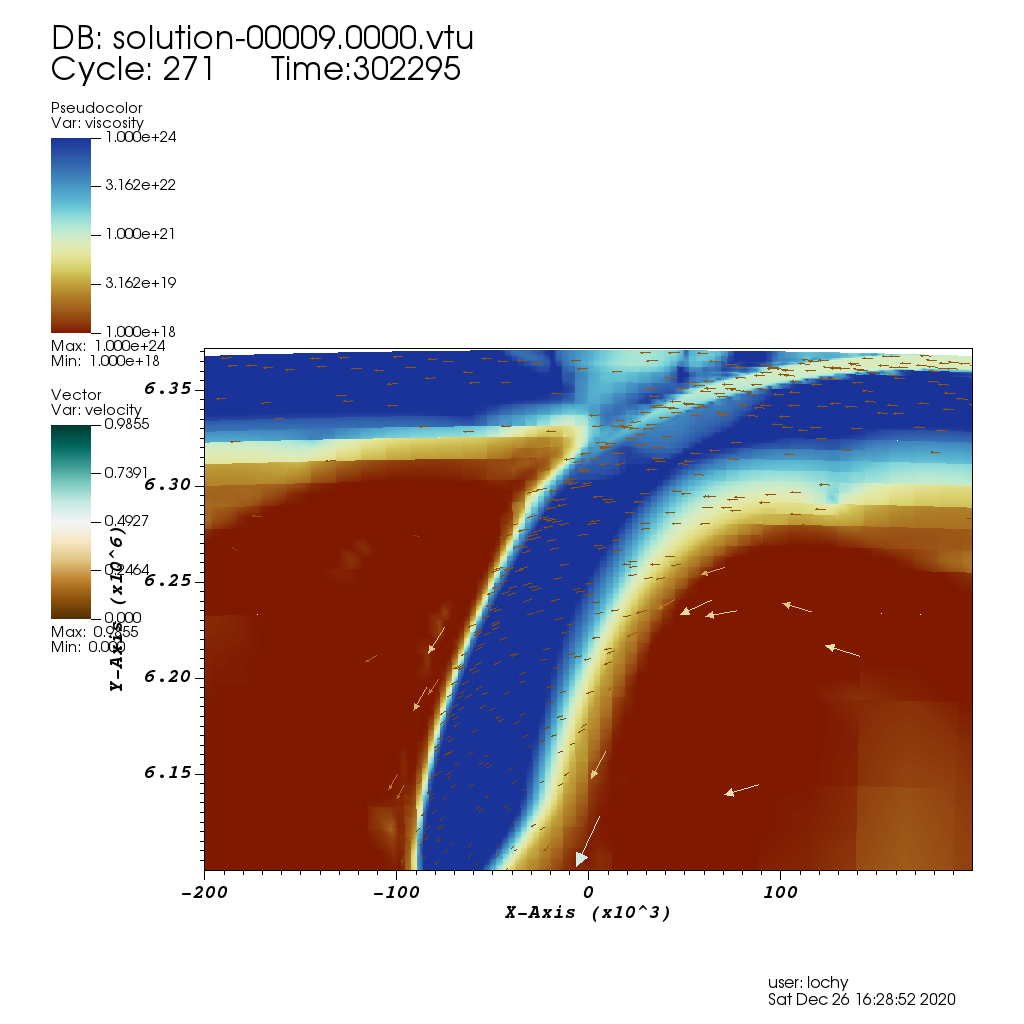 DB: solution-00009.0000.vtu
Cycle: 271 Time:302295
Pseudocolor
Var: viscosity
1.000e+24
3.162e+22
1.000e+21
3.162e+19
1.000e+18
Max: 1.000e+24
Min: 1.000e+18
Vector
Var: velocity
0.9855
0.7391
0.4927
0.2464
0.000
Max: 0.9855
Min: 0.000
Y-Axis (x10^6)
6.35
6.30
6.25
6.20
6.15
-200 -100 0 100
X-Axis (x10^3)
user: lochy
Sat Dec 26 16:28:52 2020